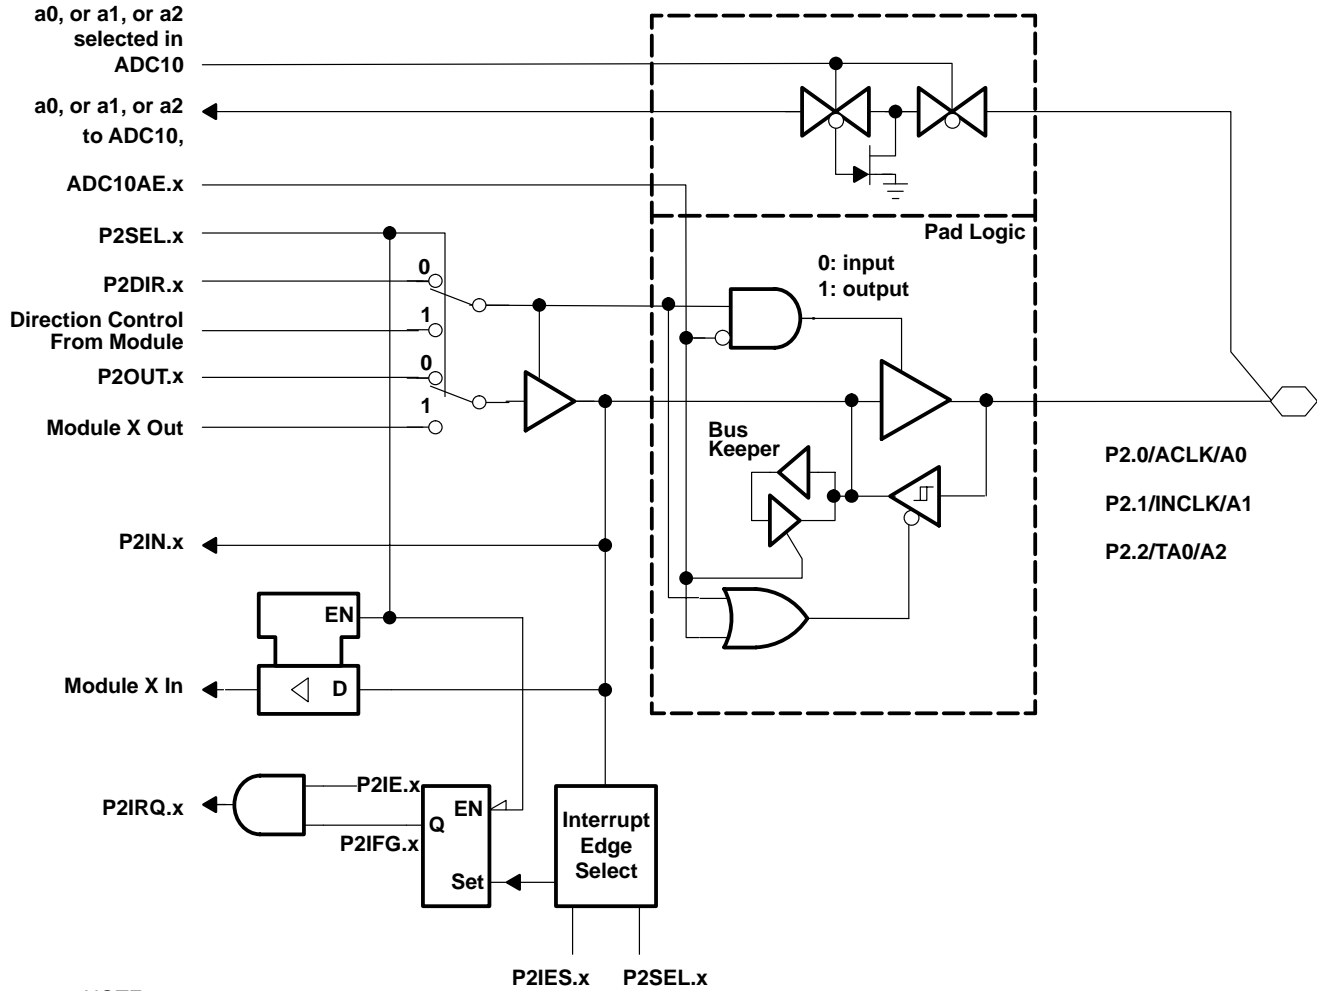 a0, or a1, or a2
selected in
ADC10
a0, or a1, or a2
to ADC10,
ADC10AE.x
P2SEL.x
P2DIR.x
0
Direction Control
From Module
1
P2OUT.x
0
Module X Out
1
Pad Logic
0: input
1: output
Bus
Keeper
P2.0/ACLK/A0
P2.1/INCLK/A1
P2.2/TA0/A2
P2IN.x
EN
Module X In
D
P2IRQ.x
P2IE.x
P2IFG.x
EN
Q
Set
Interrupt
Edge
Select
P2IES.x
P2SEL.x